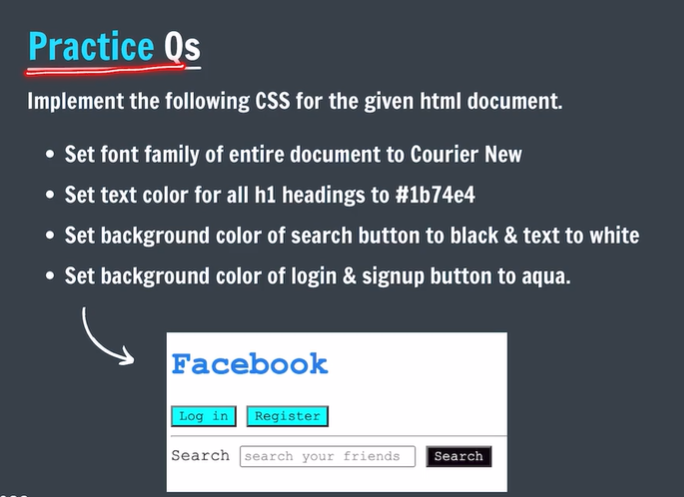 Practice Qs
Implement the following CSS for the given html document.
• Set font family of entire document to Courier New
• Set text color for all h1 headings to #1b74e4
• Set background color of search button to black & text to white
• Set background color of login & signup button to aqua.
Facebook
Log in Register
Search search your friends Search